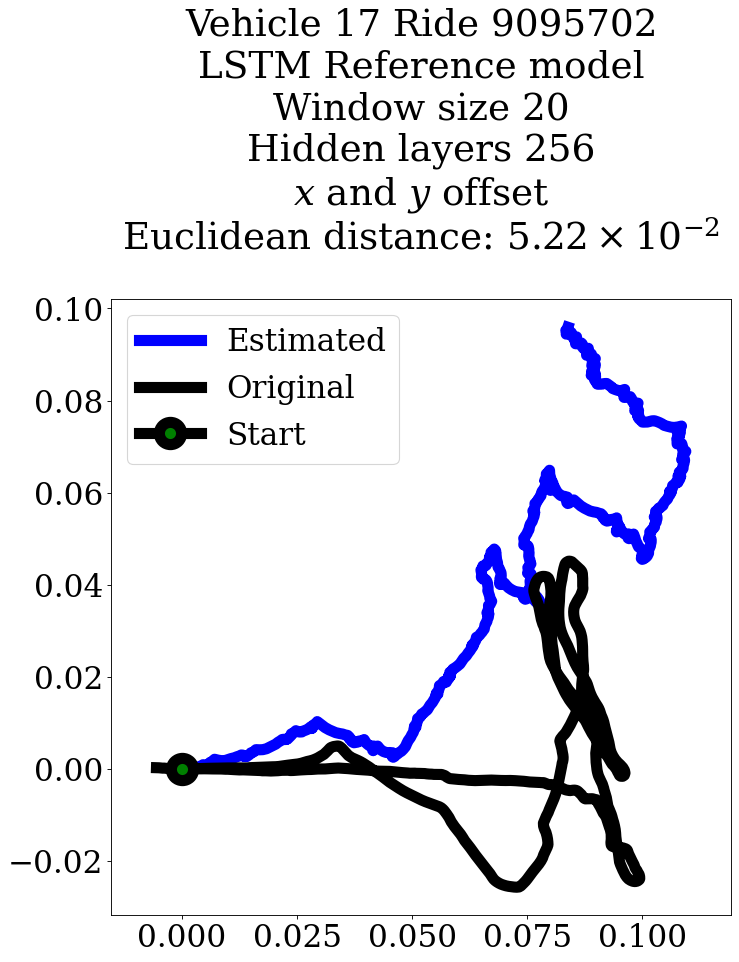 Vehicle 17 Ride 9095702
LSTM Reference model
Window size 20
Hidden layers 256
x and y offset
Euclidean distance: 5.22 × 10⁻²
0.10
0.08
0.06
0.04
0.02
0.00
−0.02
Estimated
Original
Start
0.000 0.025 0.050 0.075 0.100